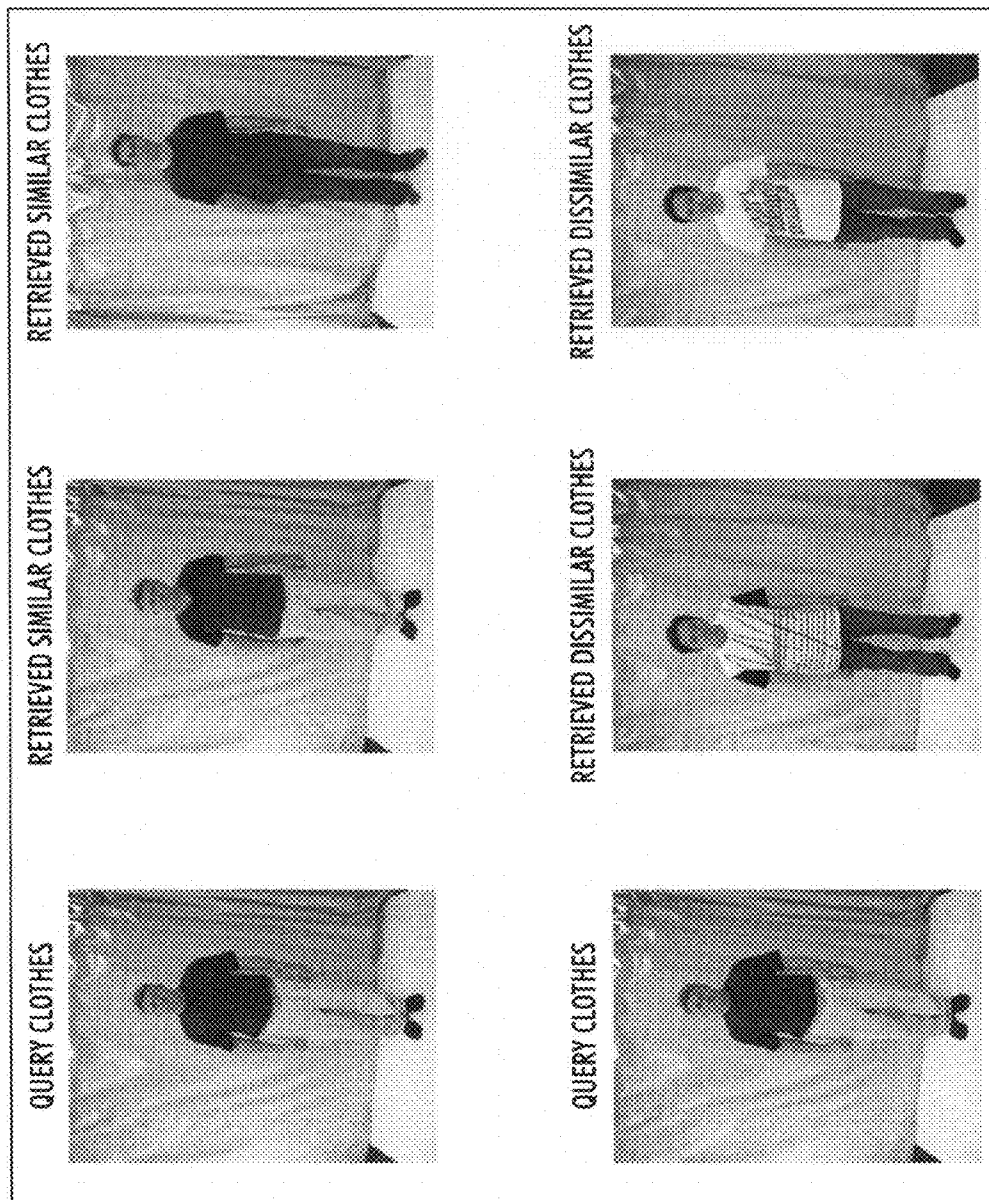 QUERY CLOTHES
RETRIEVED SIMILAR CLOTHES
RETRIEVED SIMILAR CLOTHES
QUERY CLOTHES
RETRIEVED DISSIMILAR CLOTHES
RETRIEVED DISSIMILAR CLOTHES